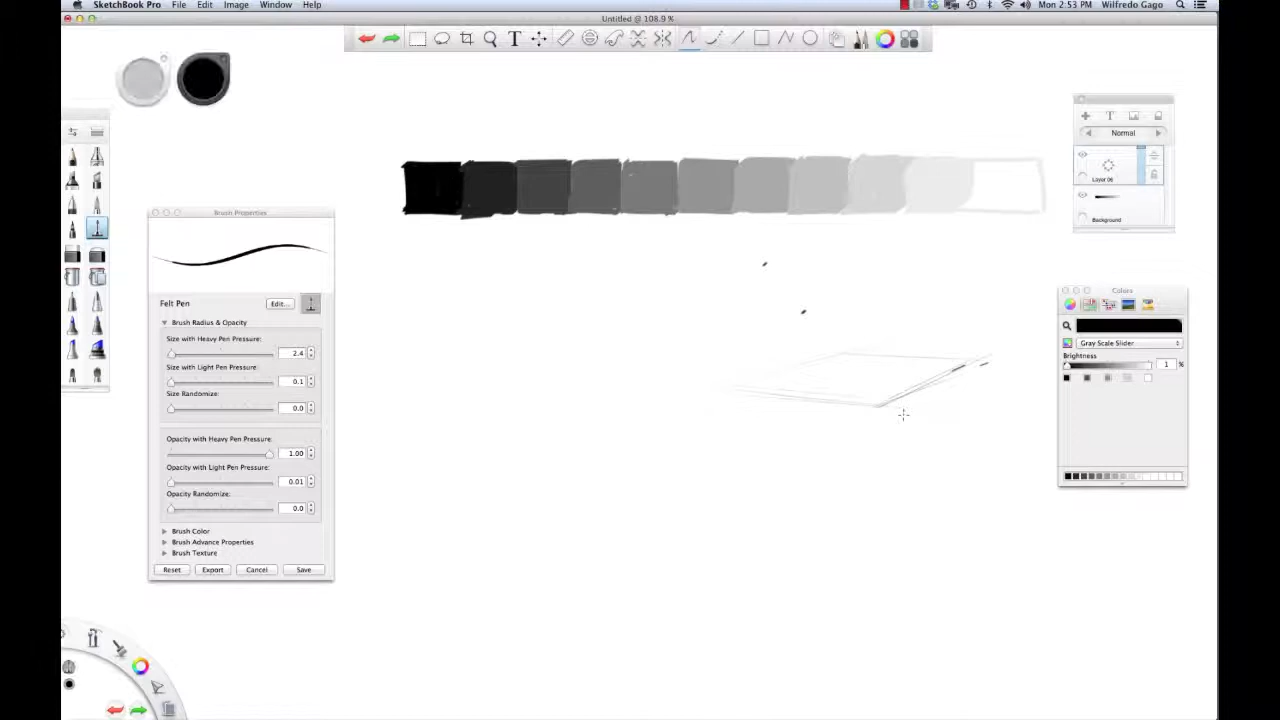 SketchBook Pro File Edit Image Window Help Mon 2:53 PM Wilfredo Gago
Untitled @ 108.9 %
T
T
Normal
Layer 06
Background
Brush Properties
Felt Pen Edit...
Brush Radius & Opacity
Size with Heavy Pen Pressure:
2.4
Size with Light Pen Pressure:
0.1
Size Randomize:
0.0
Opacity with Heavy Pen Pressure:
1.00
Opacity with Light Pen Pressure:
0.01
Opacity Randomize:
0.0
Brush Color
Brush Advance Properties
Brush Texture
Reset Export Cancel Save
Colors
Gray Scale Slider
Brightness
1 %